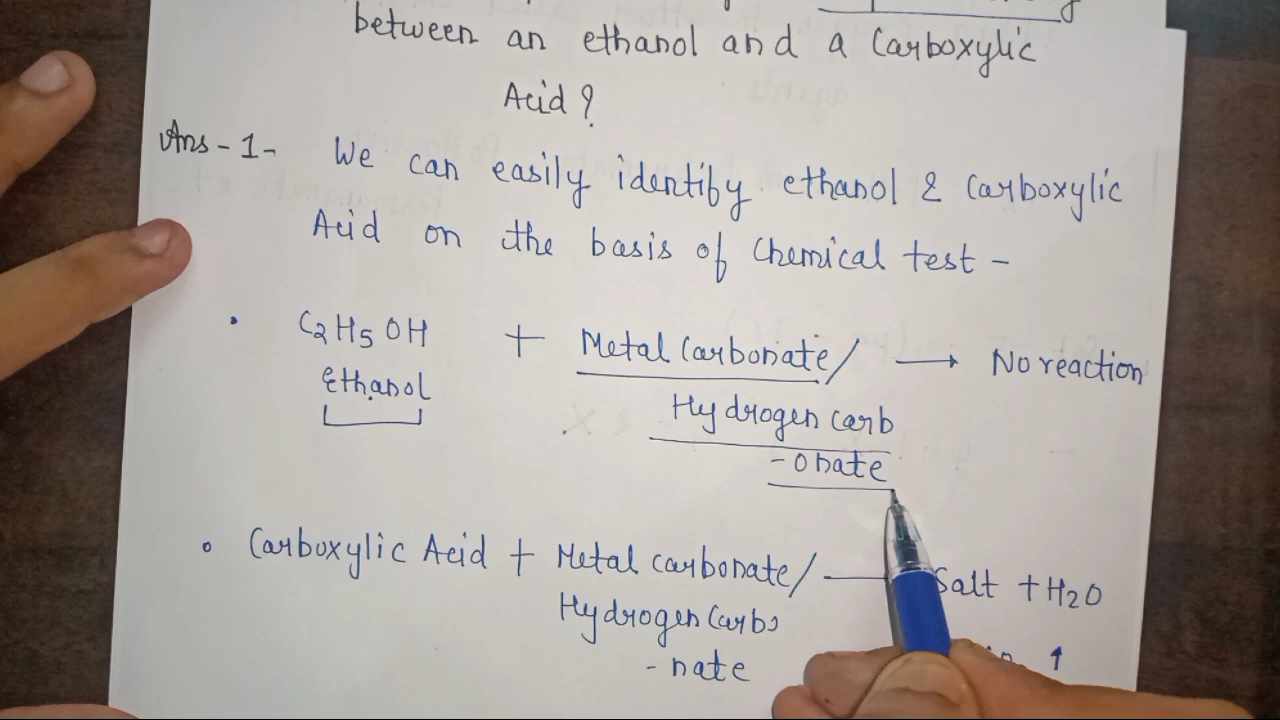 between an ethanol and a Carboxylic
Acid?
Ans-1- We can easily identify ethanol & Carboxylic
Acid on the basis of Chemical test -
• C2H5OH + Metal Carbonate/ → No reaction
Ethanol Hydrogen carb
-onate
• Carboxylic Acid + Metal carbonate/ → Salt + H2O
Hydrogen Carbo
-nate ↑